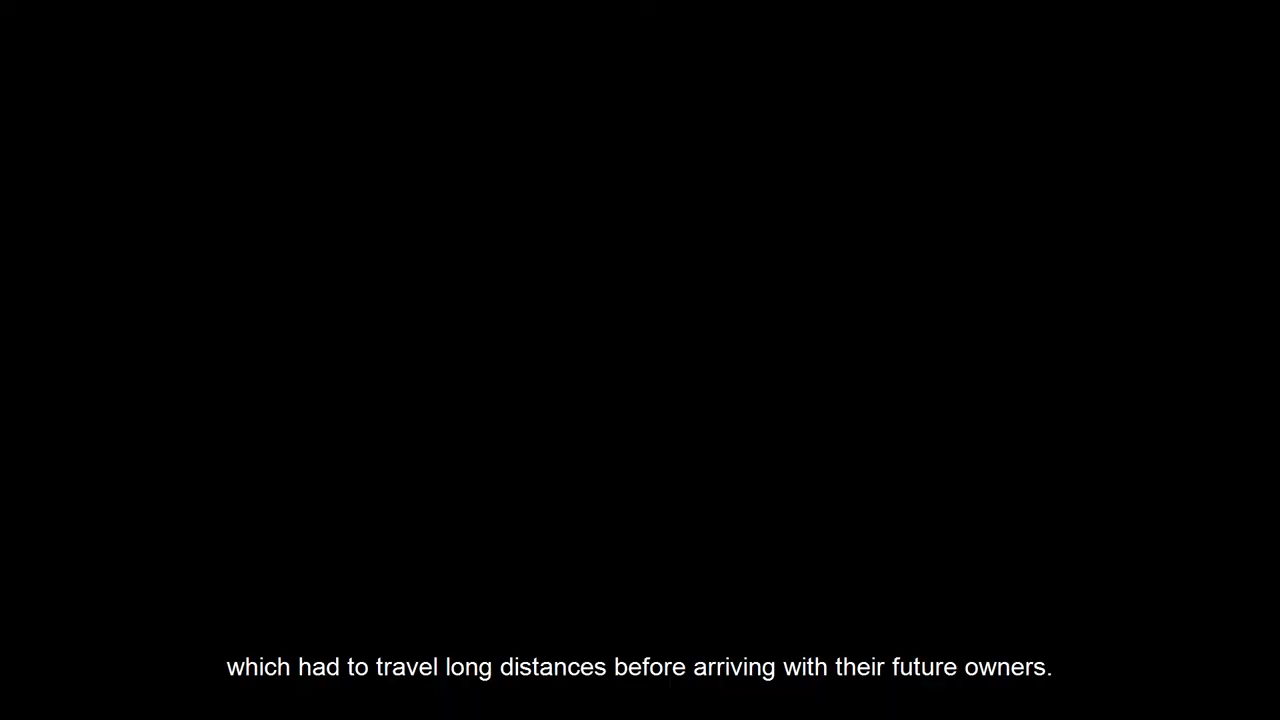 which had to travel long distances before arriving with their future owners.